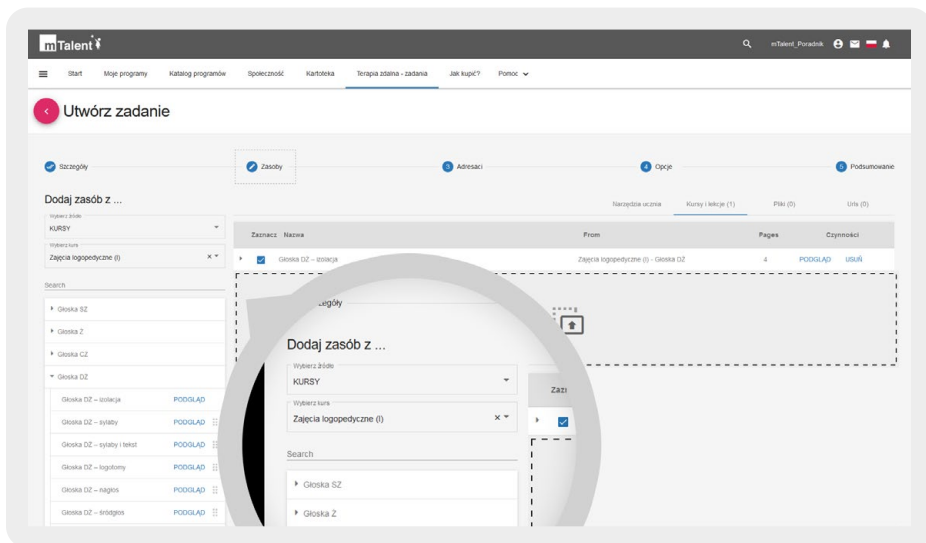 mTalent
mTalent_Poradnik
Start Moje programy Katalog programów Społeczność Kartoteka Terapia zdalna - zadania Jak kupić? Pomoc
Utwórz zadanie
Szczegóły Zasoby 3 Adresaci 4 Opcje 5 Podsumowanie
Dodaj zasób z ...
Narzędzia ucznia Kursy i lekcje (1) Pliki (0) Urls (0)
Wybierz źródło
KURSY
Zaznacz Nazwa From Pages Czynności
Wybierz kurs
Zajęcia logopedyczne (I)
Głoska DŻ – izolacja Zajęcia logopedyczne (I) - Głoska DŻ 4 PODGLĄD USUŃ
Search
Głoska SZ
Głoska Ż
Głoska CZ
Głoska DŻ
Głoska DŻ – izolacja PODGLĄD
Głoska DŻ – sylaby PODGLĄD
Głoska DŻ – sylaby i tekst PODGLĄD
Głoska DŻ – logotomy PODGLĄD
Głoska DŻ – nagłos PODGLĄD
Głoska DŻ – śródgłos PODGLĄD
Dodaj zasób z ...
Wybierz źródło
KURSY
Wybierz kurs
Zajęcia logopedyczne (I)
Search
Głoska SZ
Głoska Ż